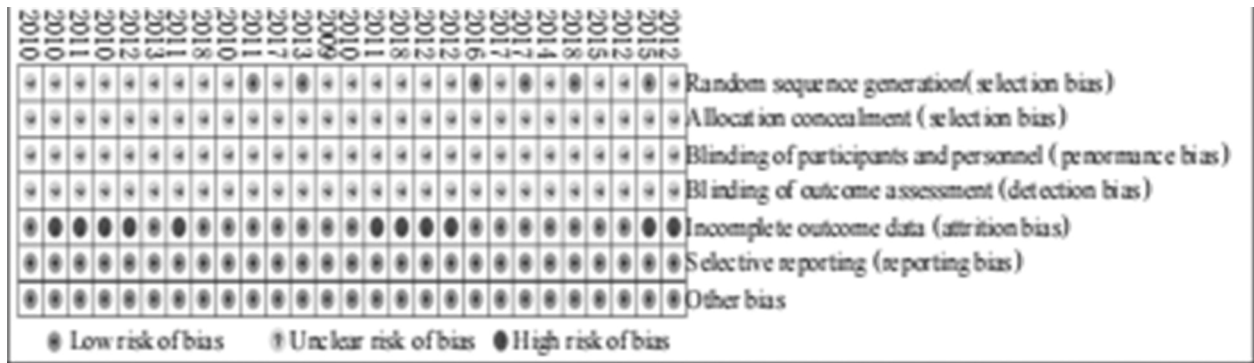 2010 2010 2011 2010 2012 2013 2011 2018 2010 2011 2017 2013 2009 2010 2011 2018 2012 2012 2016 2017 2017 2014 2018 2015 2012 2015 2012
Random sequence generation(selection bias)
Allocation concealment (selection bias)
Blinding of participants and personnel (penormance bias)
Blinding of outcome assessment (detection bias)
Incomplete outcome data (attrition bias)
Selective reporting (reporting bias)
Other bias
Low risk of bias ? Unclear risk of bias High risk of bias